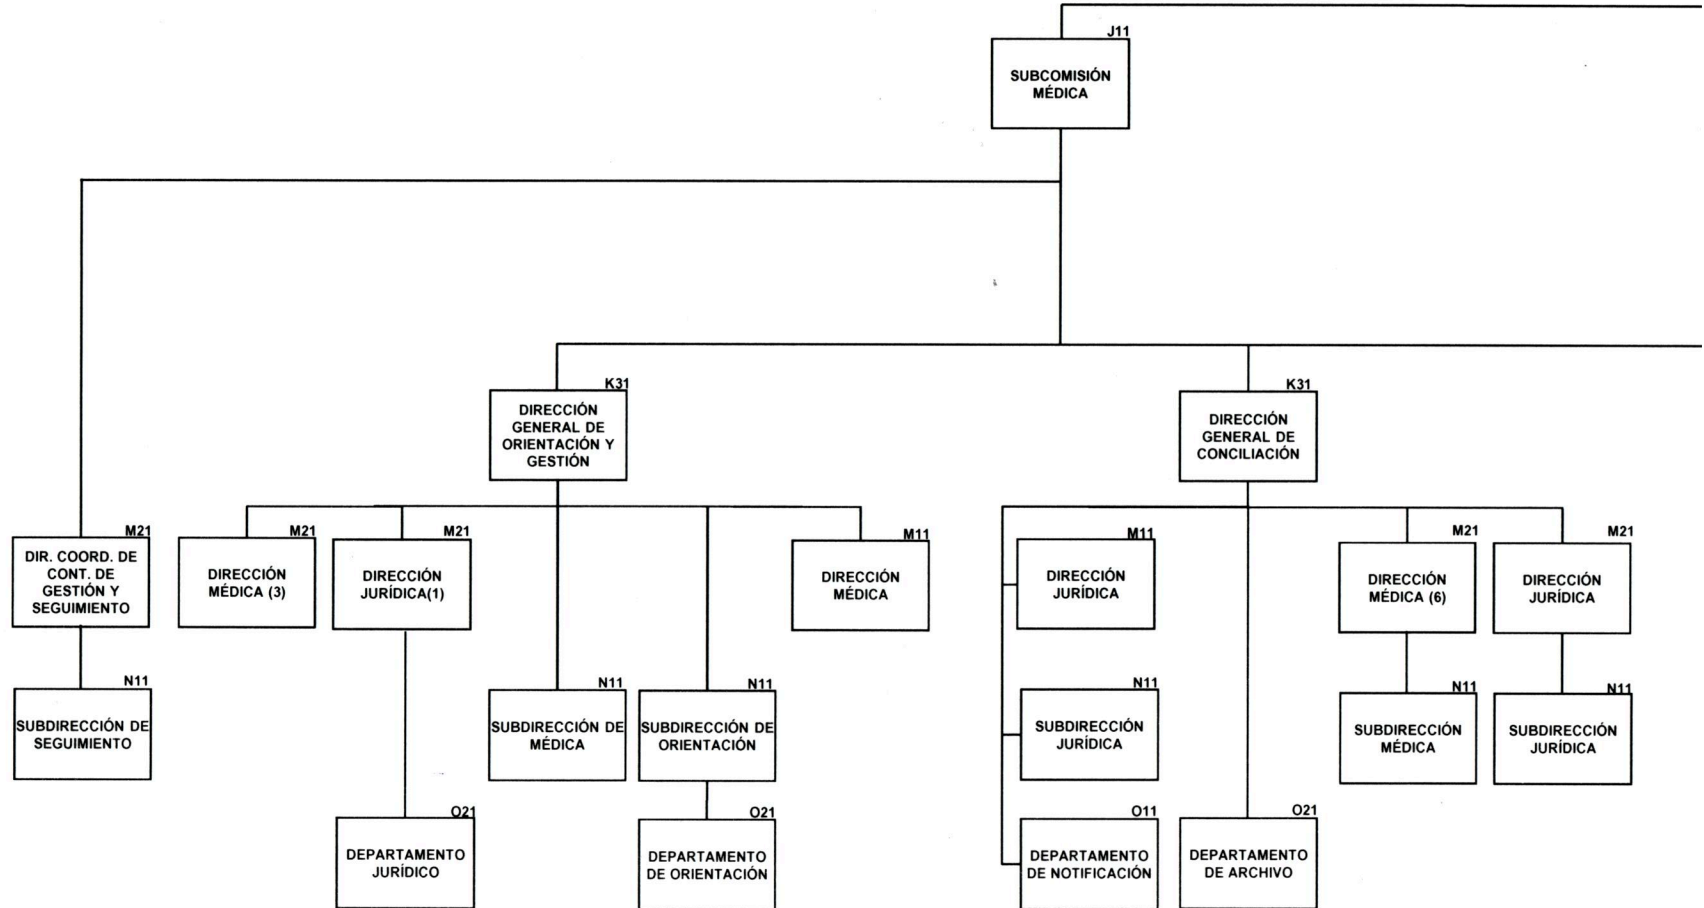 J11
SUBCOMISIÓN
MÉDICA
K31
DIRECCIÓN
GENERAL DE
ORIENTACIÓN Y
GESTIÓN
K31
DIRECCIÓN
GENERAL DE
CONCILIACIÓN
M21
DIR. COORD. DE
CONT. DE
GESTIÓN Y
SEGUIMIENTO
M21
DIRECCIÓN
MÉDICA (3)
M21
DIRECCIÓN
JURÍDICA(1)
M11
DIRECCIÓN
MÉDICA
M11
DIRECCIÓN
JURÍDICA
M21
DIRECCIÓN
MÉDICA (6)
M21
DIRECCIÓN
JURÍDICA
N11
SUBDIRECCIÓN DE
SEGUIMIENTO
N11
SUBDIRECCIÓN DE
MÉDICA
N11
SUBDIRECCIÓN DE
ORIENTACIÓN
N11
SUBDIRECCIÓN
JURÍDICA
N11
SUBDIRECCIÓN
MÉDICA
N11
SUBDIRECCIÓN
JURÍDICA
O21
DEPARTAMENTO
JURÍDICO
O21
DEPARTAMENTO
DE ORIENTACIÓN
O11
DEPARTAMENTO
DE NOTIFICACIÓN
O21
DEPARTAMENTO
DE ARCHIVO